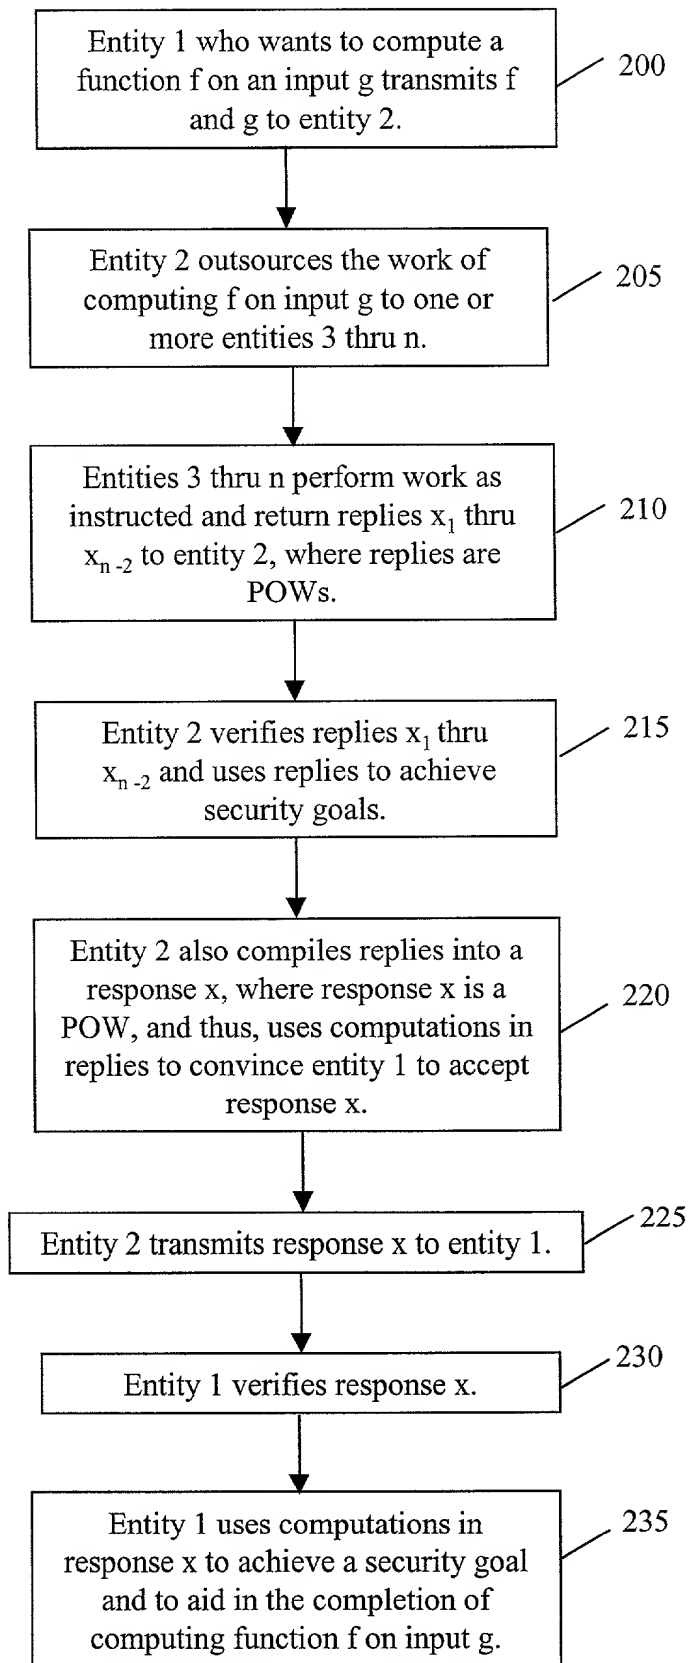 Entity 1 who wants to compute a
function f on an input g transmits f
and g to entity 2.
200
Entity 2 outsources the work of
computing f on input g to one or
more entities 3 thru n.
205
Entities 3 thru n perform work as
instructed and return replies x₁ thru
xₙ₋₂ to entity 2, where replies are
POWs.
210
Entity 2 verifies replies x₁ thru
xₙ₋₂ and uses replies to achieve
security goals.
215
Entity 2 also compiles replies into a
response x, where response x is a
POW, and thus, uses computations in
replies to convince entity 1 to accept
response x.
220
Entity 2 transmits response x to entity 1.
225
Entity 1 verifies response x.
230
Entity 1 uses computations in
response x to achieve a security goal
and to aid in the completion of
computing function f on input g.
235